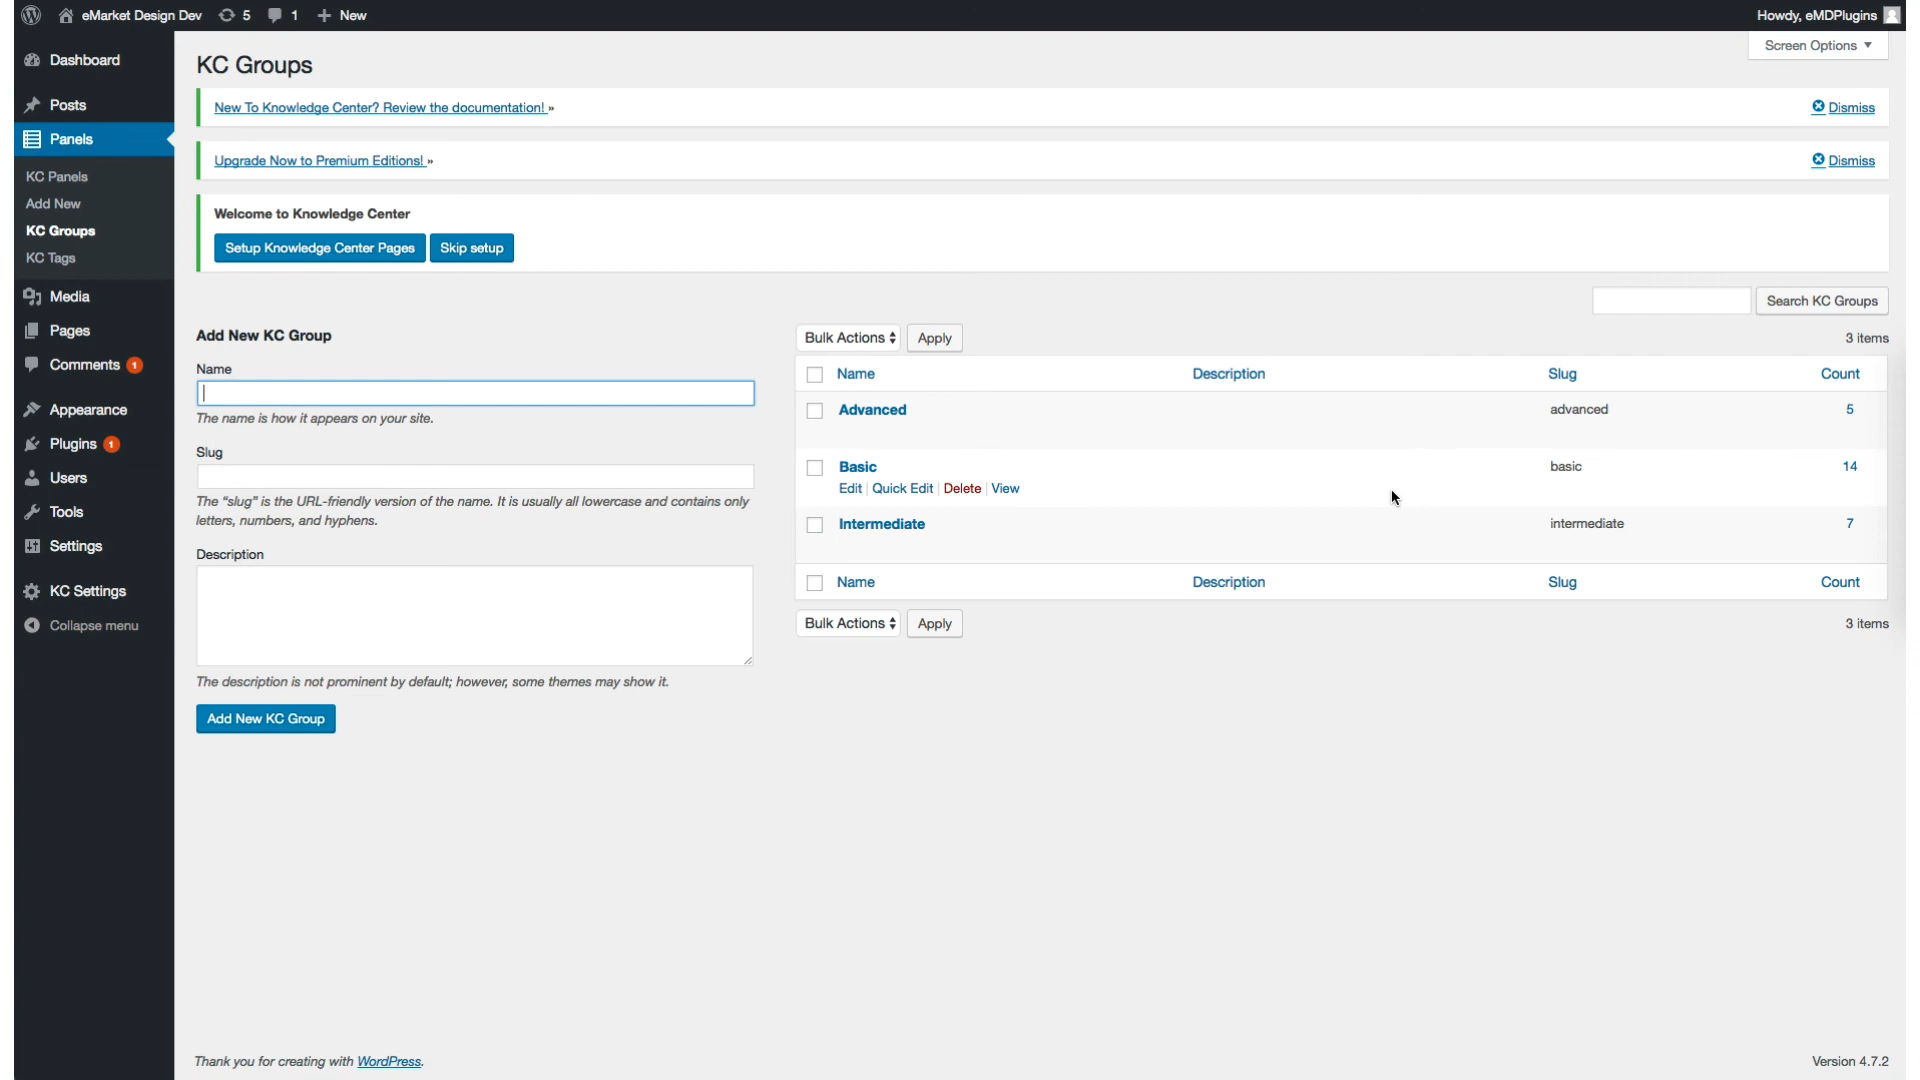 eMarket Design Dev 5 1 New Howdy, eMDPlugins
Screen Options
Dashboard
Posts
Panels
KC Panels
Add New
KC Groups
KC Tags
Media
Pages
Comments 1
Appearance
Plugins 1
Users
Tools
Settings
KC Settings
Collapse menu
KC Groups
New To Knowledge Center? Review the documentation! » Dismiss
Upgrade Now to Premium Editions! » Dismiss
Welcome to Knowledge Center
Setup Knowledge Center Pages Skip setup
Search KC Groups
Add New KC Group
Name
The name is how it appears on your site.
Slug
The “slug” is the URL-friendly version of the name. It is usually all lowercase and contains only
letters, numbers, and hyphens.
Description
The description is not prominent by default; however, some themes may show it.
Add New KC Group
Bulk Actions Apply 3 items
Name Description Slug Count
Advanced advanced 5
Basic basic 14
Edit | Quick Edit | Delete | View
Intermediate intermediate 7
Name Description Slug Count
Bulk Actions Apply 3 items
Thank you for creating with WordPress. Version 4.7.2